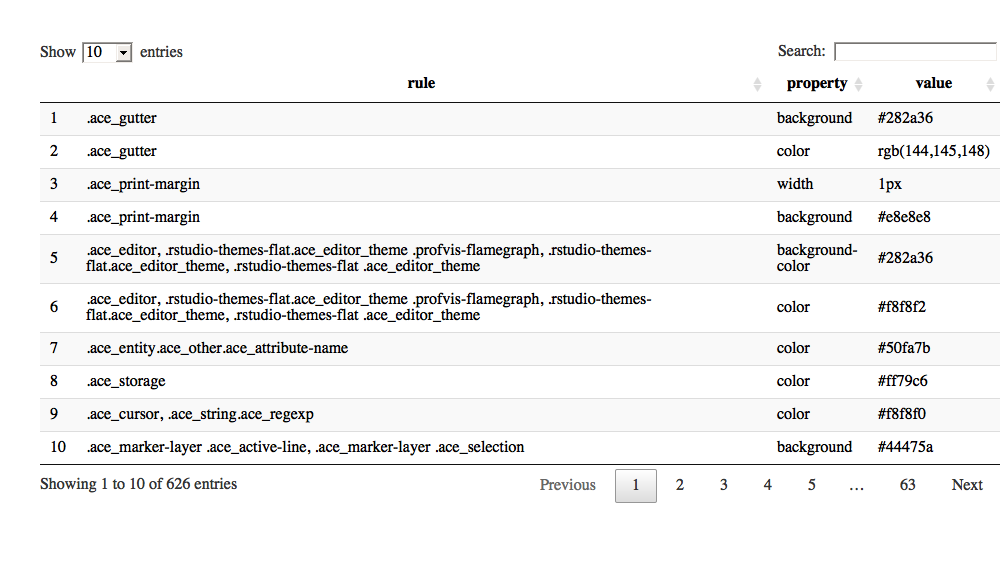 Show 10 entries Search:
rule property value
1 .ace_gutter background #282a36
2 .ace_gutter color rgb(144,145,148)
3 .ace_print-margin width 1px
4 .ace_print-margin background #e8e8e8
5 .ace_editor, .rstudio-themes-flat.ace_editor_theme .profvis-flamegraph, .rstudio-themes-
flat.ace_editor_theme, .rstudio-themes-flat .ace_editor_theme background-
color #282a36
6 .ace_editor, .rstudio-themes-flat.ace_editor_theme .profvis-flamegraph, .rstudio-themes-
flat.ace_editor_theme, .rstudio-themes-flat .ace_editor_theme color #f8f8f2
7 .ace_entity.ace_other.ace_attribute-name color #50fa7b
8 .ace_storage color #ff79c6
9 .ace_cursor, .ace_string.ace_regexp color #f8f8f0
10 .ace_marker-layer .ace_active-line, .ace_marker-layer .ace_selection background #44475a
Showing 1 to 10 of 626 entries Previous 1 2 3 4 5 … 63 Next